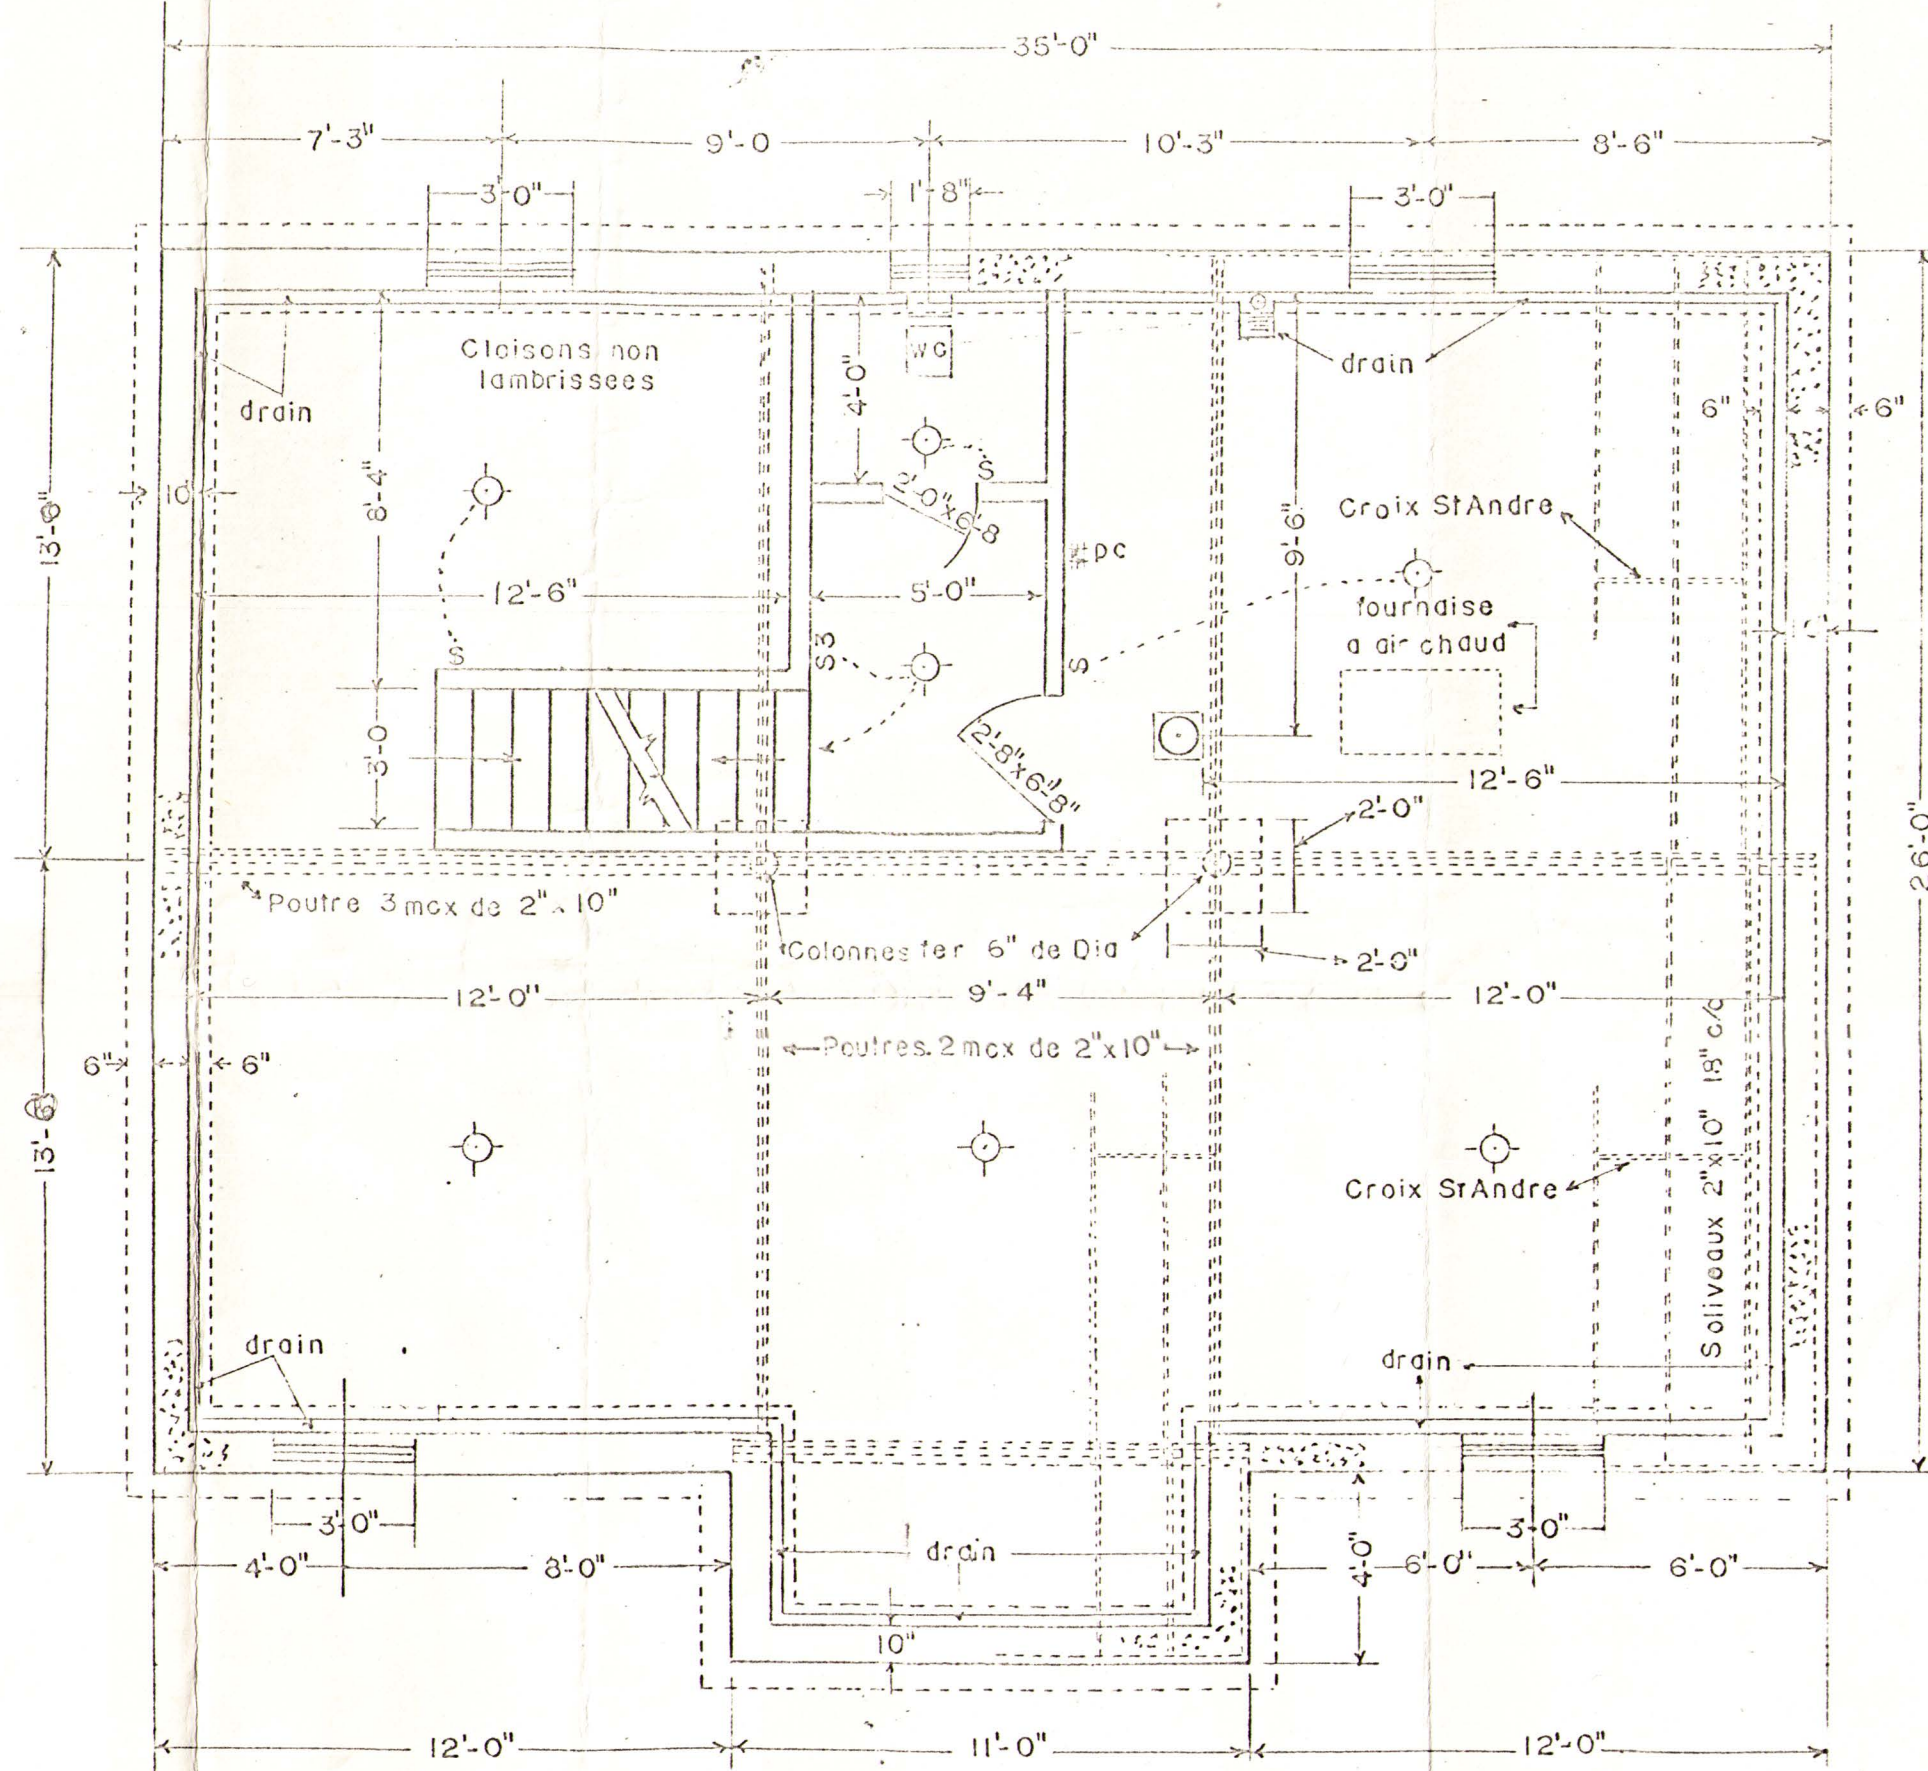 35'-0"
7'-3" 9'-0 10'-3" 8'-6"
3'-0" 1'-8" 3'-0"
Cloisons non
lambrissees
WC
drain
drain
4'-0"
6" 6"
10
8'-4"
S
2'-0"x6'-8
Croix St Andre
13'-6"
9'-6"
PC
12'-6" 5'-0"
fournaise
a air chaud
S
S3
S
3'-0
2'-8"x6'-8"
12'-6"
2'-0"
26'-0"
Poutre 3 mcx de 2"x10"
Colonnes fer 6" de Dia
2'-0"
12'-0" 9'-4" 12'-0"
6" 6"
Poutres. 2 mcx de 2"x10"
Soliveaux 2"x10" 18" c/c
13'-6
Croix St Andre
drain
drain
3'-0" 3'-0"
drain
4'-0" 8'-0" 4'-0" 6'-0" 6'-0"
10"
12'-0" 11'-0" 12'-0"